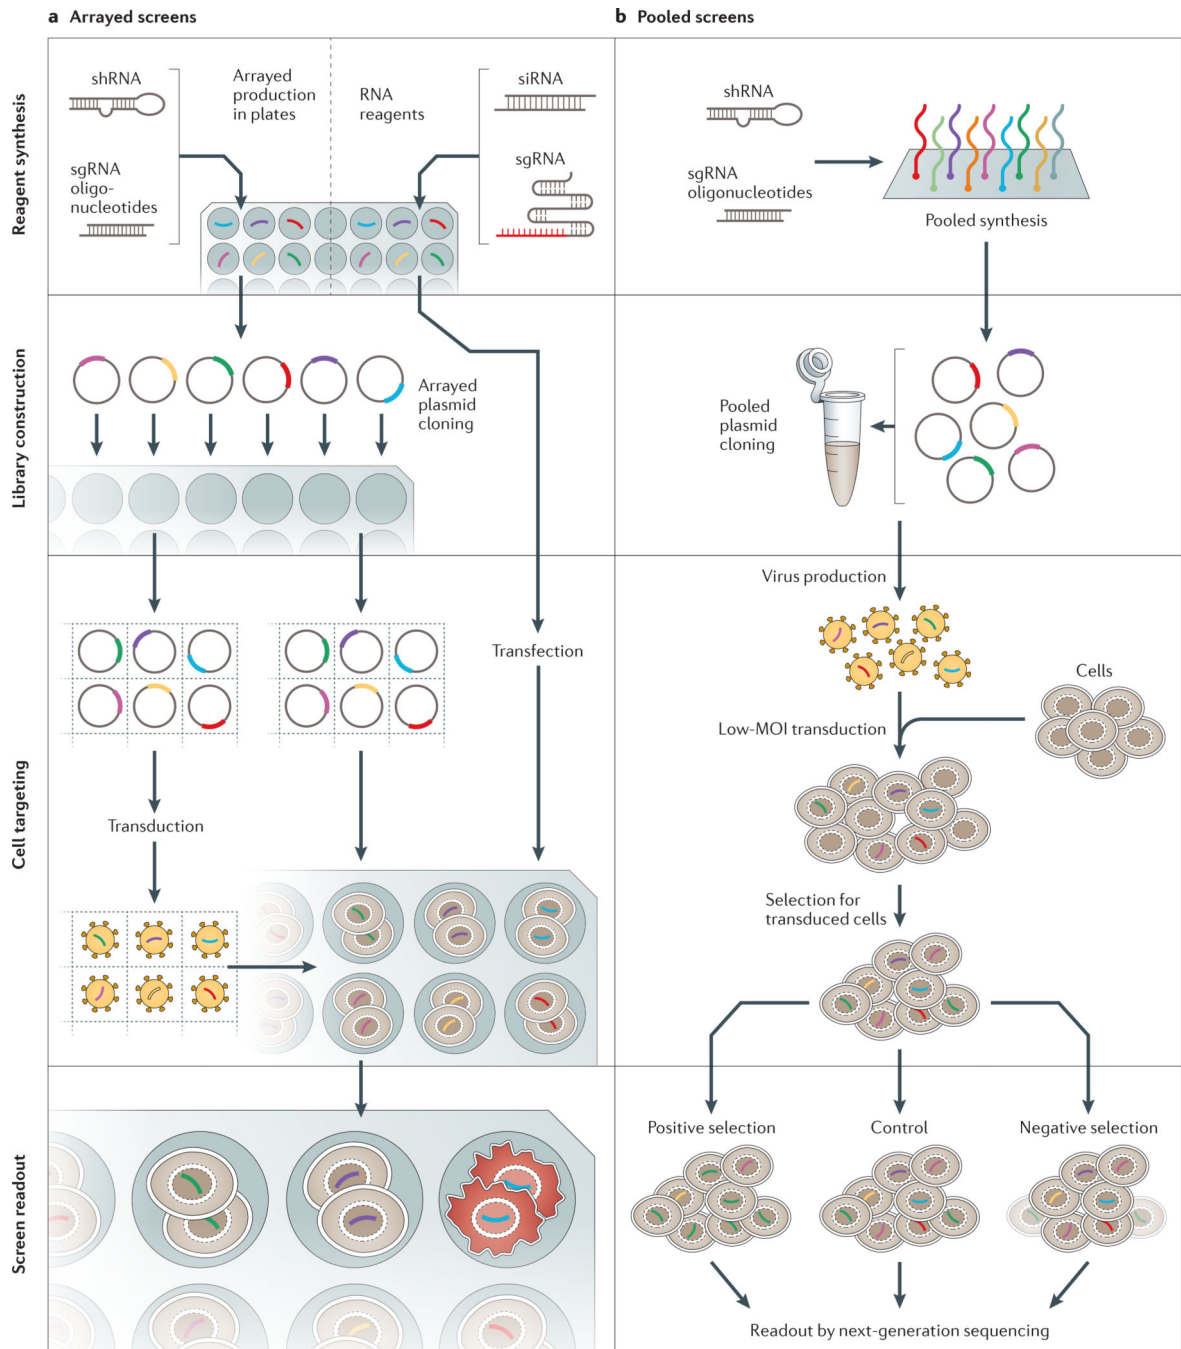 a Arrayed screens
b Pooled screens
Reagent synthesis
shRNA
sgRNA
oligo-
nucleotides
Arrayed
production
in plates
RNA
reagents
siRNA
sgRNA
shRNA
sgRNA
oligonucleotides
Pooled synthesis
Library construction
Arrayed
plasmid
cloning
Pooled
plasmid
cloning
Cell targeting
Transduction
Transfection
Virus production
Cells
Low-MOI transduction
Selection for
transduced cells
Screen readout
Positive selection
Control
Negative selection
Readout by next-generation sequencing